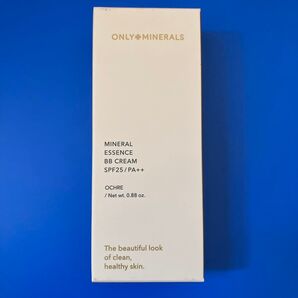 ONLY✤MINERALS
MINERAL
ESSENCE
BB CREAM
SPF25/PA++
OCHRE
/ Net wt. 0.88 oz.
The beautiful look
of clean,
healthy skin.